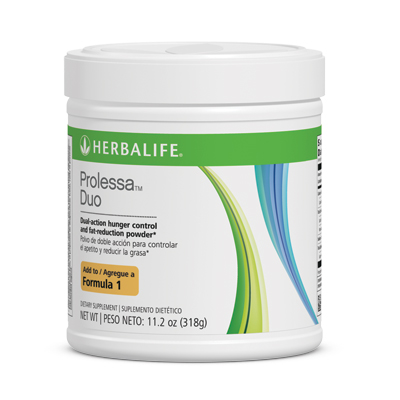 HERBALIFE®
Prolessa™
Duo
Dual-action hunger control
and fat-reduction powder*
Polvo de doble acción para controlar
el apetito y reducir la grasa*
Add to / Agregue a
Formula 1
DIETARY SUPPLEMENT | SUPLEMENTO DIETÉTICO
NET WT | PESO NETO: 11.2 oz (318g)